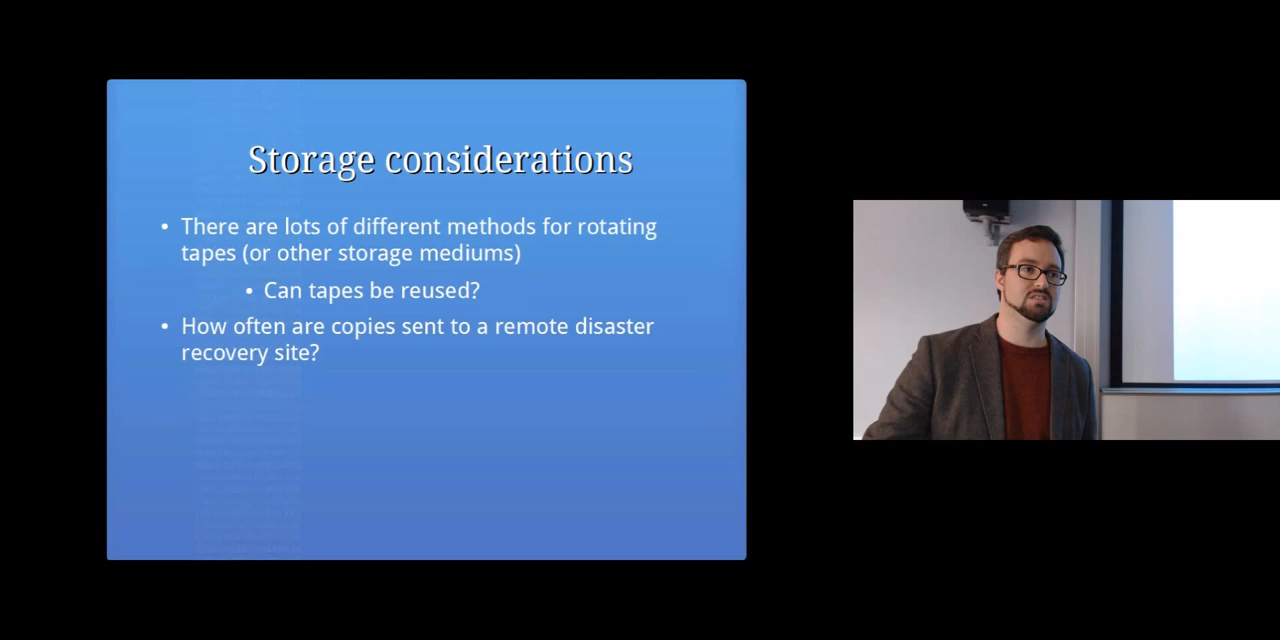 Storage considerations
• There are lots of different methods for rotating
tapes (or other storage mediums)
• Can tapes be reused?
• How often are copies sent to a remote disaster
recovery site?